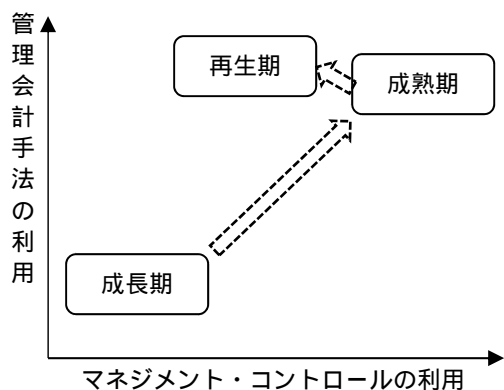 管理会計手法の利用
再生期
成熟期
成長期
マネジメント・コントロールの利用